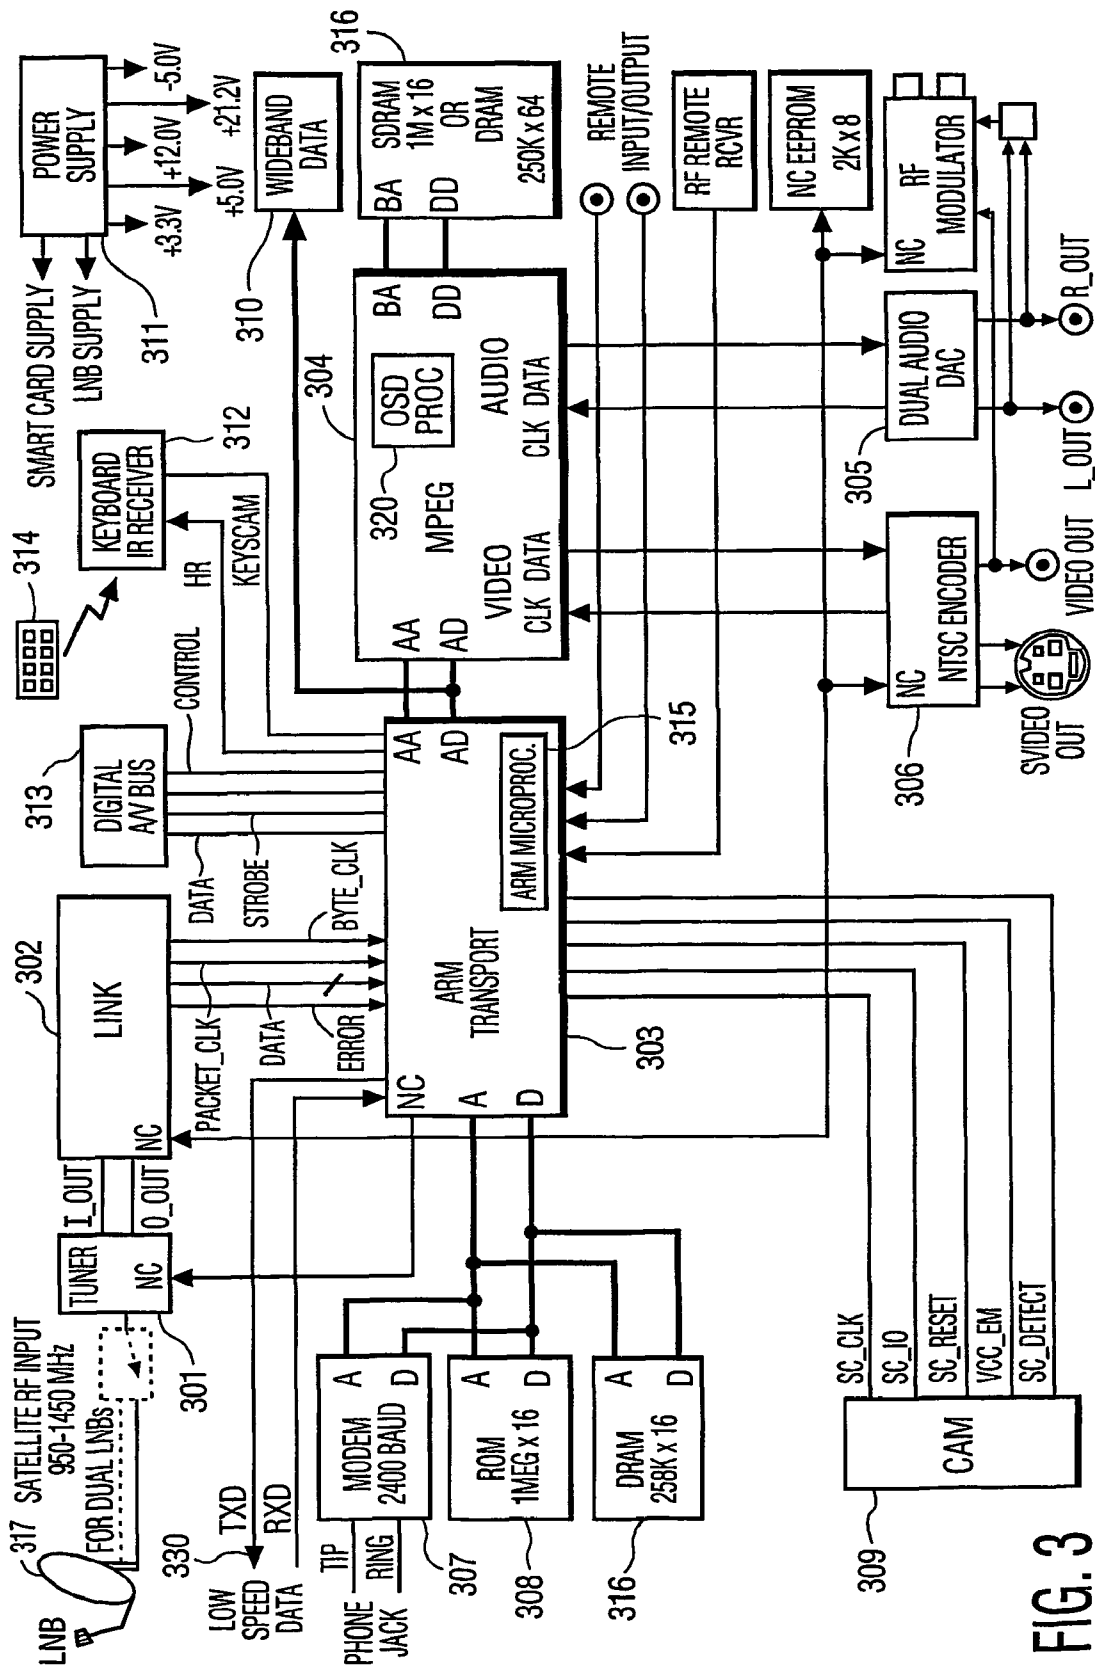 LNB
317
SATELLITE RF INPUT
950-1450 MHz
FOR DUAL LNBs
301
TUNER
NC
I_OUT
O_OUT
302
LINK
NC
PACKET_CLK
DATA
ERROR
BYTE_CLK
313
DIGITAL
A/V BUS
DATA
STROBE
CONTROL
314
KEYBOARD
IR RECEIVER
312
HR
KEYSCAM
SMART CARD SUPPLY
LNB SUPPLY
311
POWER
SUPPLY
+3.3V
+5.0V
+12.0V
+21.2V
-5.0V
310
WIDEBAND
DATA
316
SDRAM
1M x 16
OR
DRAM
250K x 64
BA
DD
304
BA
DD
OSD
PROC
320
MPEG
AA
AD
VIDEO
CLK DATA
AUDIO
CLK DATA
AA
AD
ARM MICROPROC.
315
ARM
TRANSPORT
303
NC
A
D
330
TXD
RXD
LOW
SPEED
DATA
TIP
RING
PHONE
JACK
MODEM
2400 BAUD
A
D
307
ROM
1MEG x 16
A
D
308
DRAM
258K x 16
A
D
316
REMOTE
INPUT/OUTPUT
RF REMOTE
RCVR
NC EEPROM
2K x 8
NC
RF
MODULATOR
DUAL AUDIO
DAC
305
R_OUT
L_OUT
NC
NTSC ENCODER
306
VIDEO OUT
SVIDEO
OUT
SC_CLK
SC_IO
SC_RESET
VCC_EM
SC_DETECT
CAM
309
FIG. 3